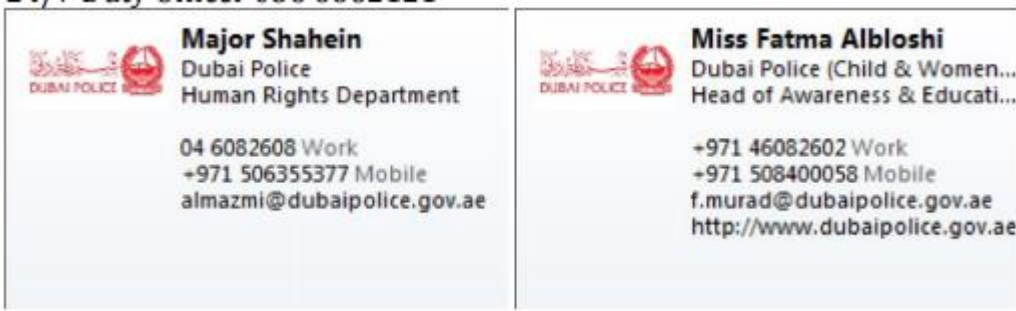 Major Shahein
Dubai Police
Human Rights Department
04 6082608 Work
+971 506355377 Mobile
almazmi@dubaipolice.gov.ae
DUBAI POLICE
Miss Fatma Albloshi
Dubai Police (Child & Women...
Head of Awareness & Educati...
+971 46082602 Work
+971 508400058 Mobile
f.murad@dubaipolice.gov.ae
http://www.dubaipolice.gov.ae
DUBAI POLICE